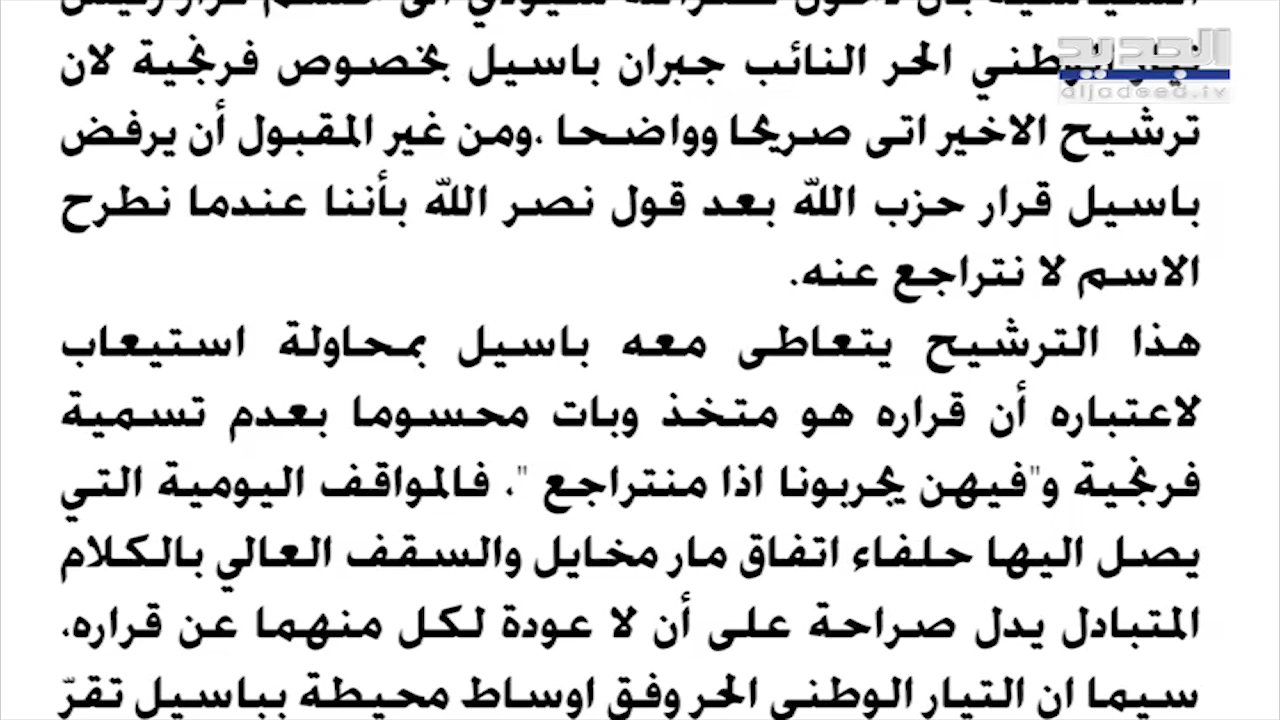 الجديد
aljadeed.tv
الوطني الحر النائب جبران باسيل بخصوص فرنجية لان
ترشيح الاخير اتى صريحا وواضحا ،ومن غير المقبول أن يرفض
باسيل قرار حزب الله بعد قول نصر الله بأننا عندما نطرح
الاسم لا نتراجع عنه.
هذا الترشيح يتعاطى معه باسيل بمحاولة استيعاب
لاعتباره أن قراره هو متخذ وبات محسوما بعدم تسمية
فرنجية و"فيهن يجربونا اذا منتراجع "، فالمواقف اليومية التي
يصل اليها حلفاء اتفاق مار مخايل والسقف العالي بالكلام
المتبادل يدل صراحة على أن لا عودة لكل منهما عن قراره،
سيما ان التيار الوطني الحر وفق اوساط محيطة بباسيل تقرّ